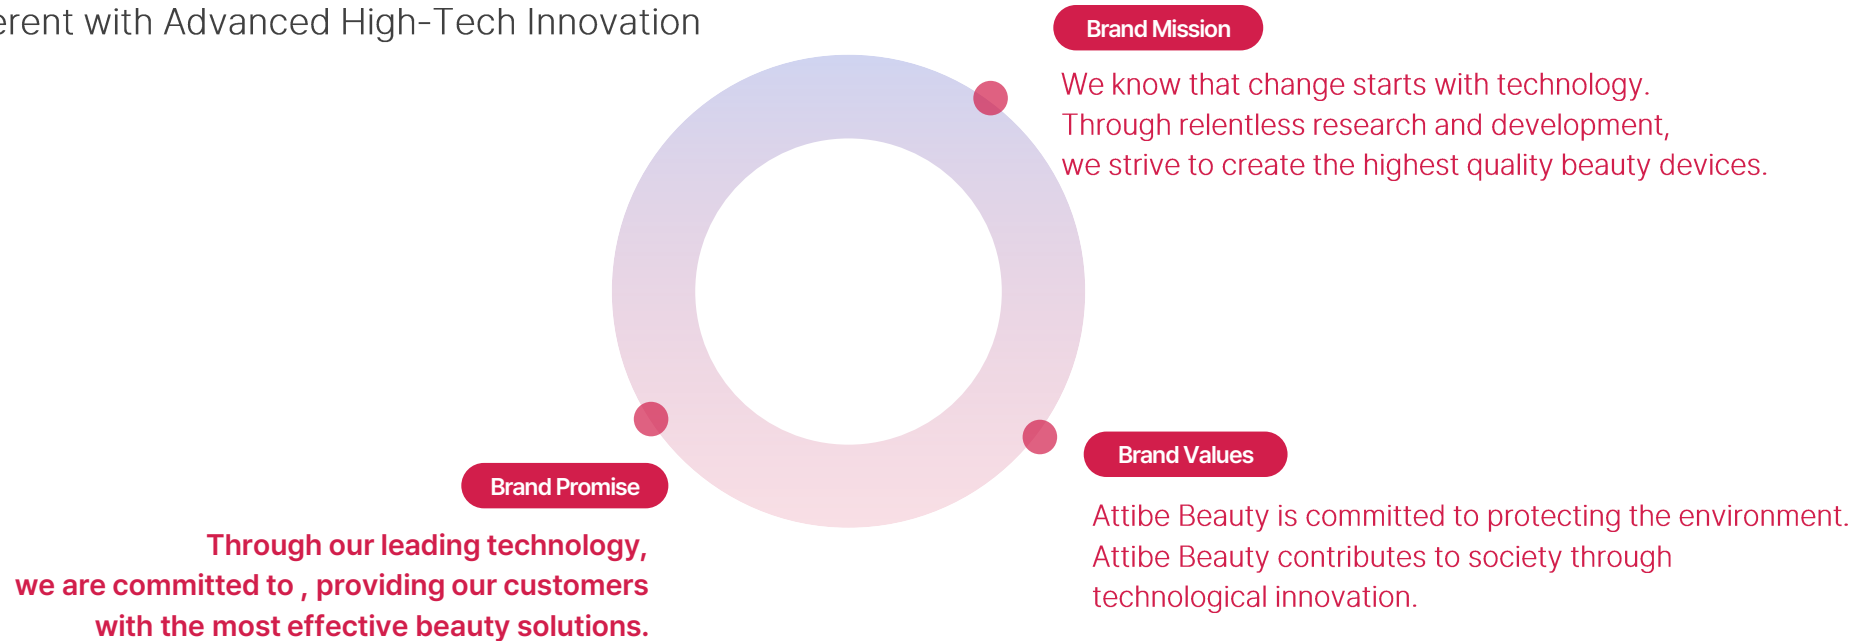 erent with Advanced High-Tech Innovation
Brand Mission
We know that change starts with technology.
Through relentless research and development,
we strive to create the highest quality beauty devices.
Brand Values
Attibe Beauty is committed to protecting the environment.
Attibe Beauty contributes to society through
technological innovation.
Brand Promise
Through our leading technology,
we are committed to , providing our customers
with the most effective beauty solutions.